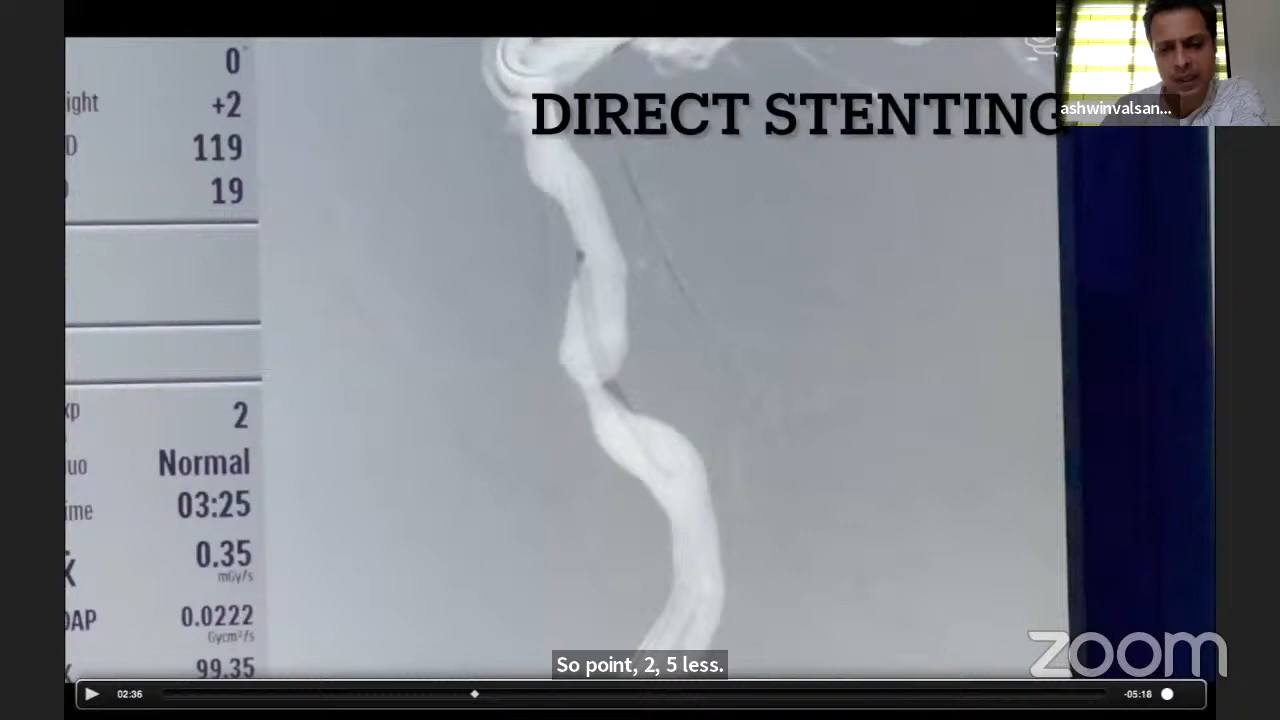 0°
ight +2
D 119
19
DIRECT STENTING
ashwinvalsan...
xp 2
uo Normal
ime 03:25
0.35
mGy/s
DAP 0.0222
Gycm²/s
99.35
So point, 2, 5 less.
zoom
02:36
-05:18